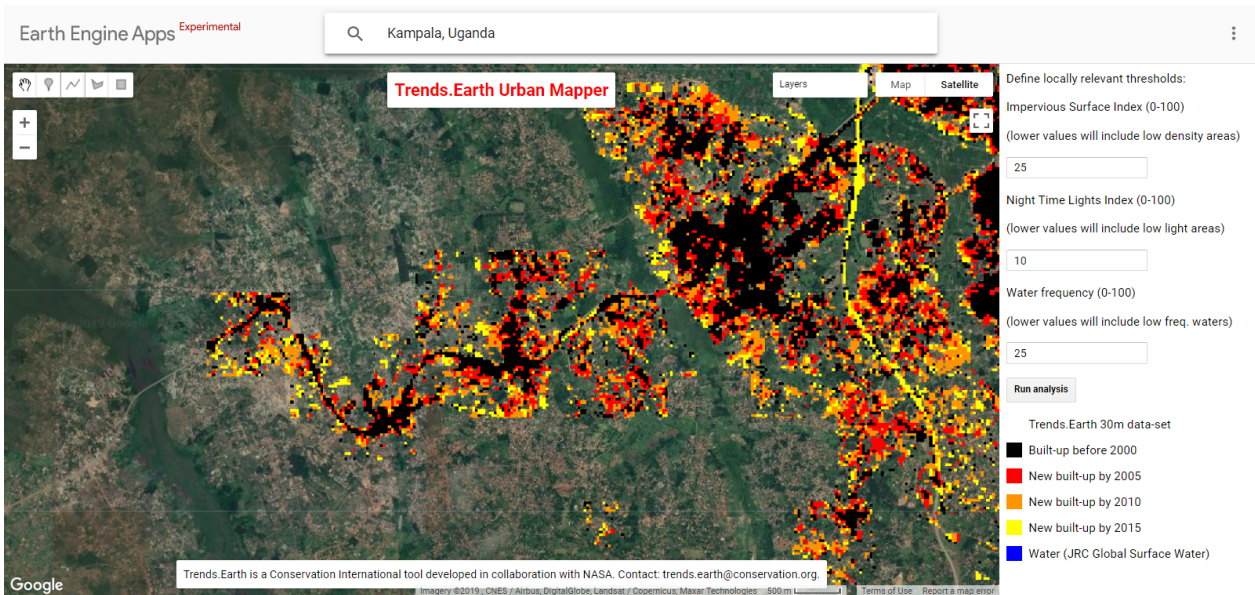 Earth Engine Apps Experimental
Kampala, Uganda
Trends.Earth Urban Mapper
Layers
Map
Satellite
+
−
Define locally relevant thresholds:
Impervious Surface Index (0-100)
(lower values will include low density areas)
25
Night Time Lights Index (0-100)
(lower values will include low light areas)
10
Water frequency (0-100)
(lower values will include low freq. waters)
25
Run analysis
Trends.Earth 30m data-set
Built-up before 2000
New built-up by 2005
New built-up by 2010
New built-up by 2015
Water (JRC Global Surface Water)
Trends.Earth is a Conservation International tool developed in collaboration with NASA. Contact: trends.earth@conservation.org.
Google
Imagery ©2019 , CNES / Airbus, DigitalGlobe, Landsat / Copernicus, Maxar Technologies
500 m
Terms of Use
Report a map error